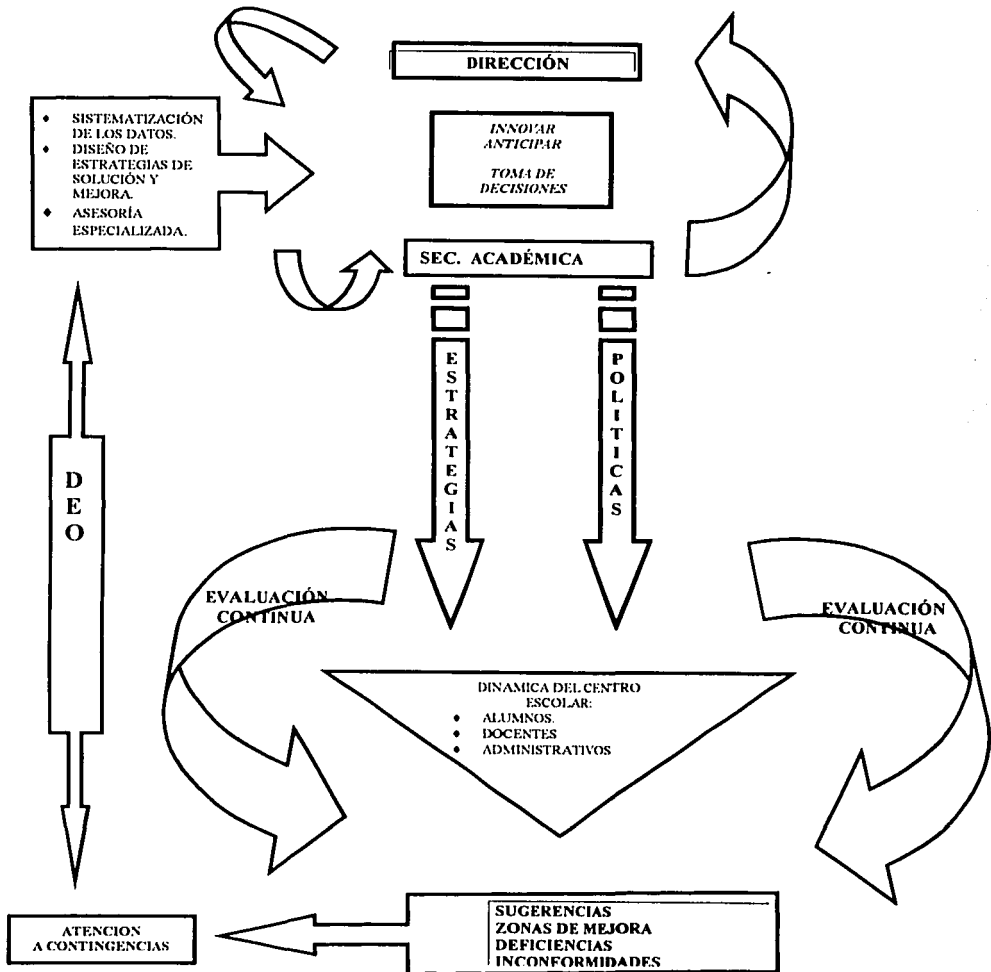 DIRECCIÓN
♦ SISTEMATIZACIÓN
DE LOS DATOS.
♦ DISEÑO DE
ESTRATEGIAS DE
SOLUCIÓN Y
MEJORA.
♦ ASESORÍA
ESPECIALIZADA.
INNOVAR
ANTICIPAR
TOMA DE
DECISIONES
SEC. ACADÉMICA
ESTRATEGIAS
POLITICAS
DEO
EVALUACIÓN
CONTINUA
EVALUACIÓN
CONTINUA
DINAMICA DEL CENTRO
ESCOLAR:
♦ ALUMNOS.
♦ DOCENTES
♦ ADMINISTRATIVOS
SUGERENCIAS
ZONAS DE MEJORA
DEFICIENCIAS
INCONFORMIDADES
ATENCION
A CONTINGENCIAS